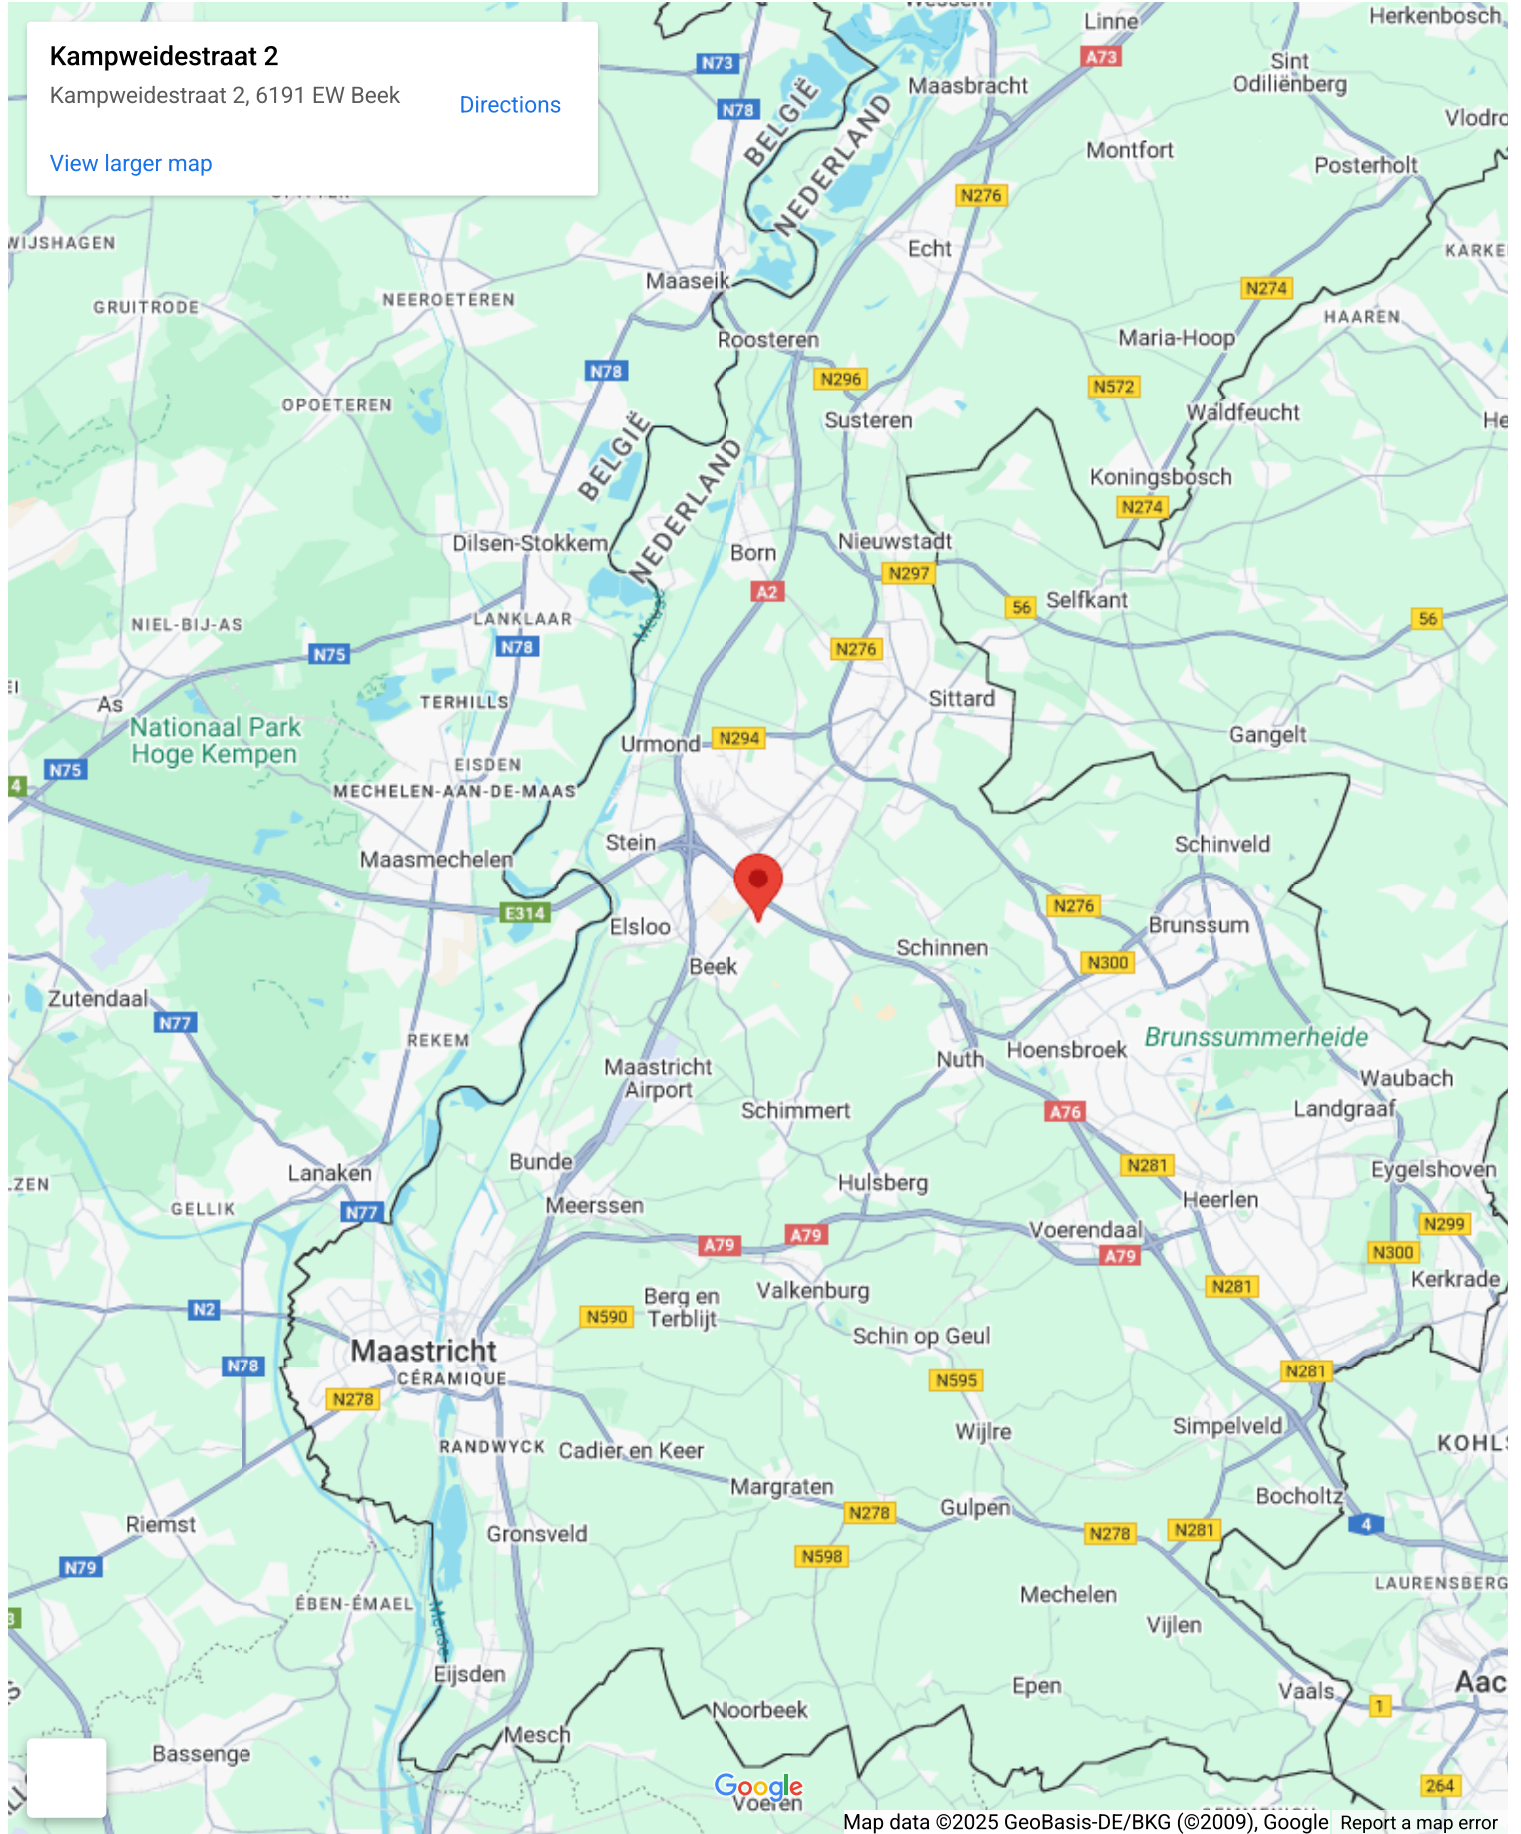 Kampweidestraat 2
Kampweidestraat 2, 6191 EW Beek
Directions
View larger map
Linne
Herkenbosch
A73
N73
Sint
Odiliënberg
Maasbracht
N78
BELGIË
NEDERLAND
Montfort
Posterholt
N276
WIJSHAGEN
Echt
Maaseik
N274
GRUITRODE
NEEROETEREN
HAAREN
Roosteren
Maria-Hoop
N78
N296
N572
OPOETEREN
Susteren
Waldfeucht
BELGIË
NEDERLAND
Koningsbosch
N274
Dilsen-Stokkem
Born
Nieuwstadt
N297
A2
56
Selfkant
56
Meuse
NIEL-BIJ-AS
LANKLAAR
N75
N78
N276
As
TERHILLS
Sittard
Nationaal Park
Hoge Kempen
Urmond
N294
Gangelt
N75
EISDEN
4
MECHELEN-AAN-DE-MAAS
Stein
Schinveld
Maasmechelen
E314
Elsloo
N276
Brunssum
Beek
Schinnen
N300
Zutendaal
N77
REKEM
Brunssummerheide
Hoensbroek
Nuth
Maastricht
Airport
Waubach
Landgraaf
Schimmert
A76
Bunde
Lanaken
N281
Eygelshoven
Hulsberg
GELLIK
N77
Meerssen
Heerlen
N299
A79
A79
Voerendaal
A79
N300
Kerkrade
Valkenburg
N281
Berg en
Terblijt
N2
N590
Schin op Geul
Maastricht
N78
CÉRAMIQUE
N278
N595
N281
Wijlre
Simpelveld
RANDWYCK
Cadier en Keer
Margraten
Bocholtz
Gulpen
N278
Riemst
Gronsveld
N278
N281
4
N598
N79
LAURENSBERG
Mechelen
ÉBEN-ÉMAEL
Meuse
Vijlen
Eijsden
Epen
Vaals
Noorbeek
1
Mesch
Bassenge
264
Google
Voeren
Map data ©2025 GeoBasis-DE/BKG (©2009), Google
Report a map error